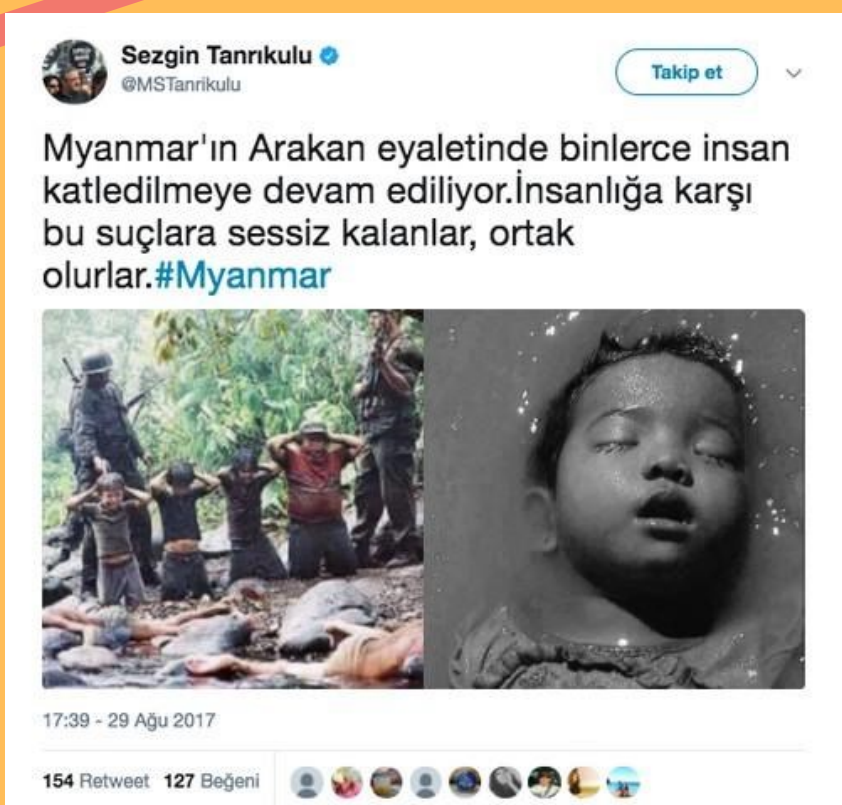 Sezgin Tanrıkulu
@MSTanrikulu
Takip et
Myanmar'ın Arakan eyaletinde binlerce insan
katledilmeye devam ediliyor.İnsanlığa karşı
bu suçlara sessiz kalanlar, ortak
olurlar.#Myanmar
17:39 - 29 Ağu 2017
154 Retweet 127 Beğeni